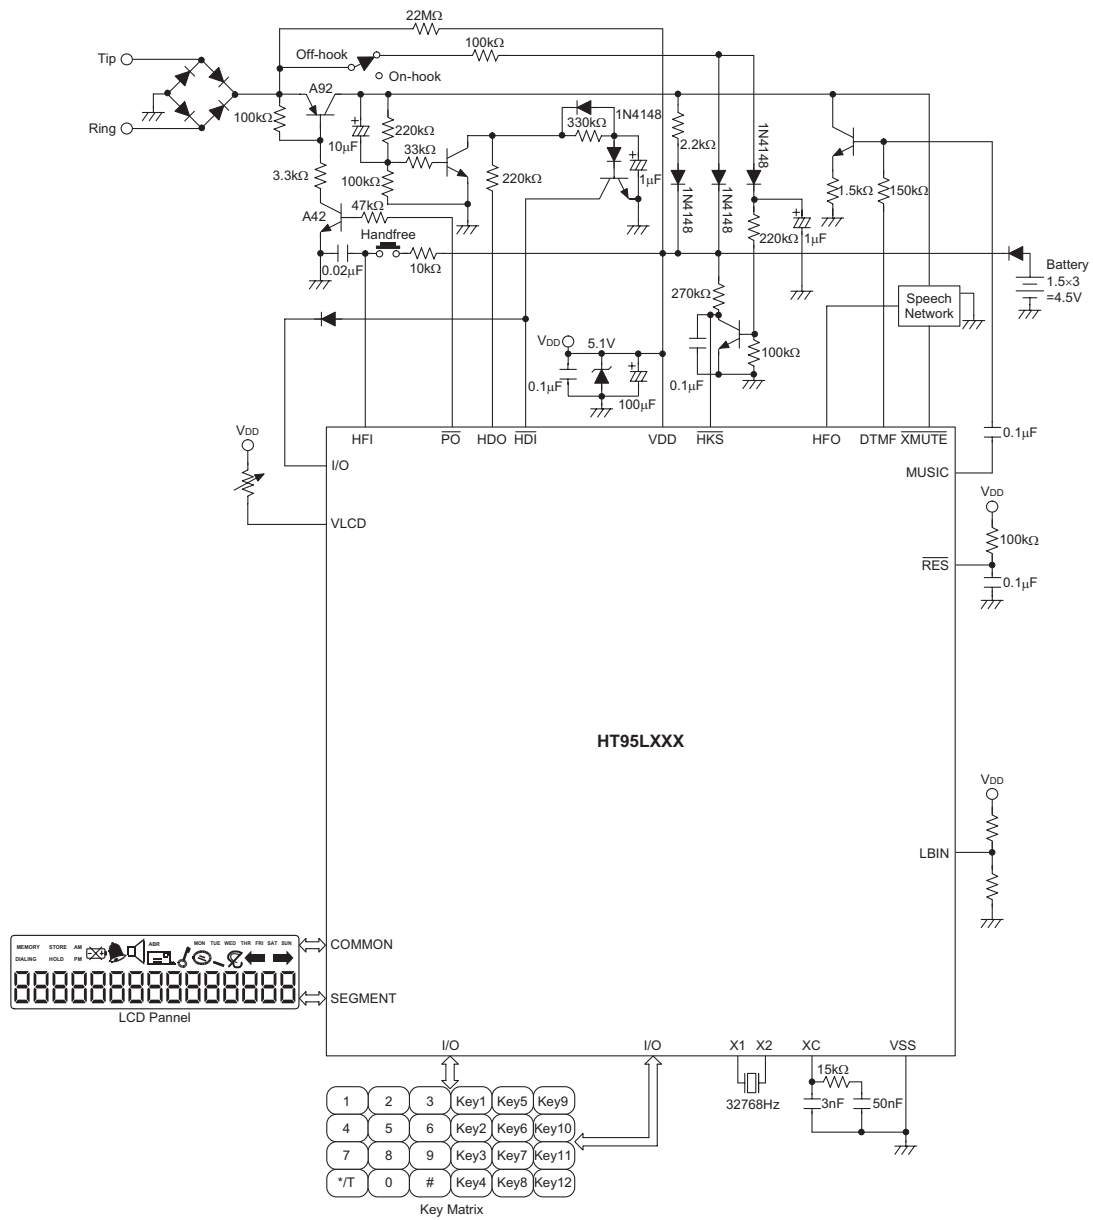 22MΩ
Off-hook
100kΩ
Tip
On-hook
A92
100kΩ
Ring
10μF
220kΩ
33kΩ
1N4148
330kΩ
220kΩ
1μF
2.2kΩ
1N4148
1N4148
1N4148
1.5kΩ
150kΩ
3.3kΩ
100kΩ
A42
47kΩ
Handfree
0.02μF
10kΩ
220kΩ
1μF
Battery
1.5×3
=4.5V
270kΩ
Speech
Network
VDD
5.1V
0.1μF
100μF
0.1μF
100kΩ
HFI
PO
HDO
HDI
VDD
HKS
HFO
DTMF
XMUTE
0.1μF
VDD
I/O
MUSIC
VLCD
VDD
100kΩ
RES
0.1μF
HT95LXXX
VDD
LBIN
MEMORY STORE AM ABR MON TUE WED THR FRI SAT SUN
DIALING HOLD PM
COMMON
88888888888888
SEGMENT
LCD Pannel
I/O
I/O
X1
X2
XC
VSS
15kΩ
3nF
50nF
32768Hz
1 2 3 Key1 Key5 Key9
4 5 6 Key2 Key6 Key10
7 8 9 Key3 Key7 Key11
*/T 0 # Key4 Key8 Key12
Key Matrix